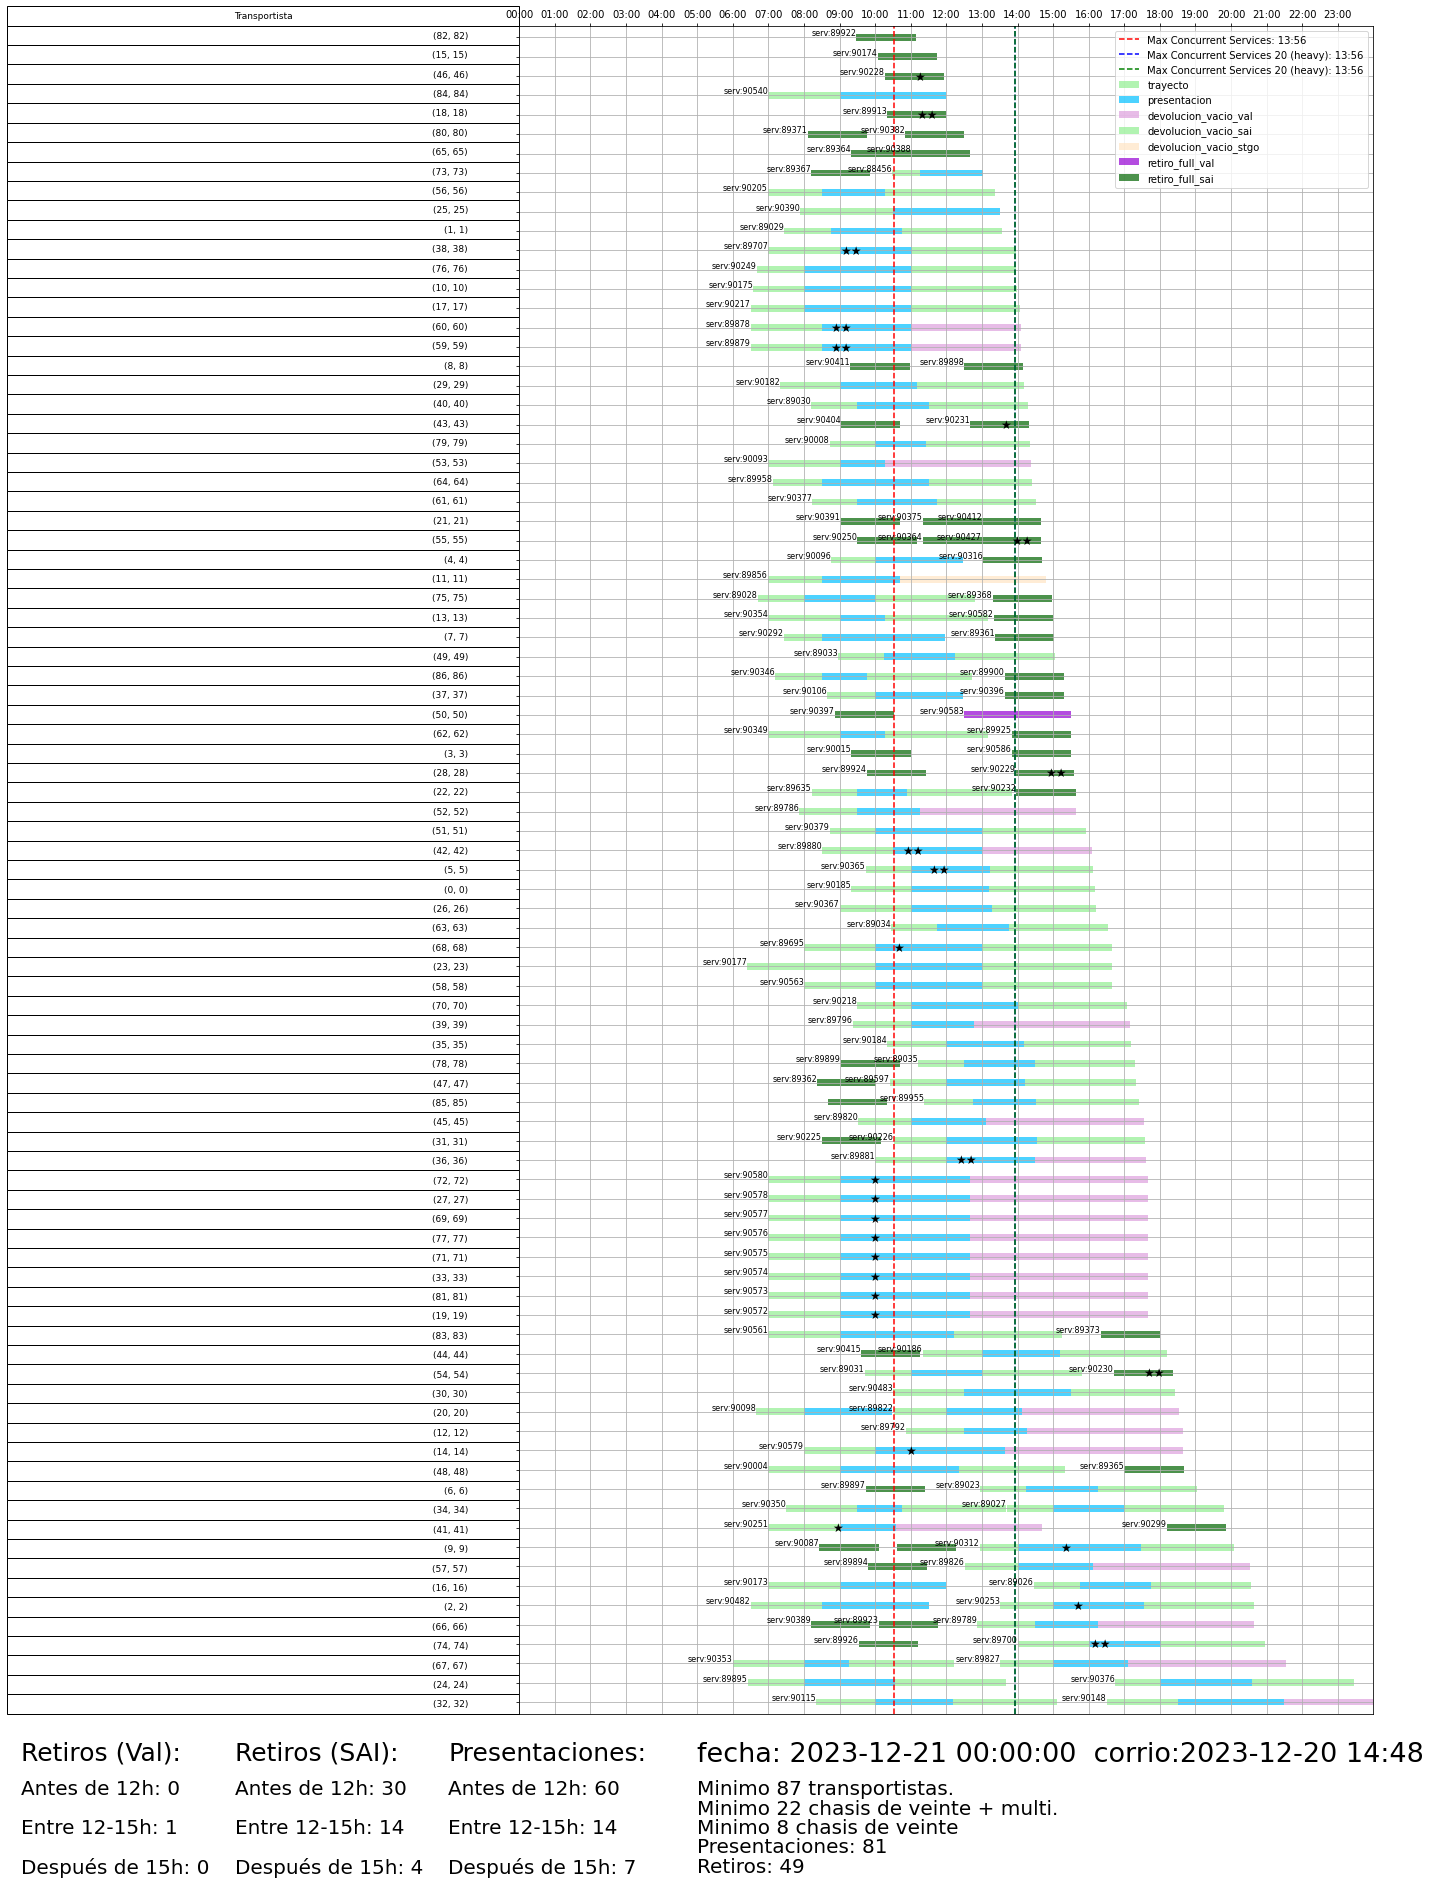 Transportista
00:00 01:00 02:00 03:00 04:00 05:00 06:00 07:00 08:00 09:00 10:00 11:00 12:00 13:00 14:00 15:00 16:00 17:00 18:00 19:00 20:00 21:00 22:00 23:00
Max Concurrent Services: 13:56
Max Concurrent Services 20 (heavy): 13:56
Max Concurrent Services 20 (heavy): 13:56
trayecto
presentacion
devolucion_vacio_val
devolucion_vacio_sai
devolucion_vacio_stgo
retiro_full_val
retiro_full_sai
(82, 82) serv:89922
(15, 15) serv:90174
(46, 46) serv:90228
(84, 84) serv:90540
(18, 18) serv:89913
(80, 80) serv:89371 serv:90382
(65, 65) serv:89364 serv:90388
(73, 73) serv:89367 serv:88456
(56, 56) serv:90205
(25, 25) serv:90390
(1, 1) serv:89029
(38, 38) serv:89707
(76, 76) serv:90249
(10, 10) serv:90175
(17, 17) serv:90217
(60, 60) serv:89878
(59, 59) serv:89879
(8, 8) serv:90411 serv:89898
(29, 29) serv:90182
(40, 40) serv:89030
(43, 43) serv:90404 serv:90231
(79, 79) serv:90008
(53, 53) serv:90093
(64, 64) serv:89958
(61, 61) serv:90377
(21, 21) serv:90391 serv:90375 serv:90412
(55, 55) serv:90250 serv:90364 serv:90427
(4, 4) serv:90096 serv:90316
(11, 11) serv:89856
(75, 75) serv:89028 serv:89368
(13, 13) serv:90354 serv:90582
(7, 7) serv:90292 serv:89361
(49, 49) serv:89033
(86, 86) serv:90346 serv:89900
(37, 37) serv:90106 serv:90396
(50, 50) serv:90397 serv:90583
(62, 62) serv:90349 serv:89925
(3, 3) serv:90015 serv:90586
(28, 28) serv:89924 serv:90229
(22, 22) serv:89635 serv:90232
(52, 52) serv:89786
(51, 51) serv:90379
(42, 42) serv:89880
(5, 5) serv:90365
(0, 0) serv:90185
(26, 26) serv:90367
(63, 63) serv:89034
(68, 68) serv:89695
(23, 23) serv:90177
(58, 58) serv:90563
(70, 70) serv:90218
(39, 39) serv:89796
(35, 35) serv:90184
(78, 78) serv:89899 serv:89035
(47, 47) serv:89362 serv:89597
(85, 85) serv:89955
(45, 45) serv:89820
(31, 31) serv:90225 serv:90226
(36, 36) serv:89881
(72, 72) serv:90580
(27, 27) serv:90578
(69, 69) serv:90577
(77, 77) serv:90576
(71, 71) serv:90575
(33, 33) serv:90574
(81, 81) serv:90573
(19, 19) serv:90572
(83, 83) serv:90561 serv:89373
(44, 44) serv:90415 serv:90186
(54, 54) serv:89031 serv:90230
(30, 30) serv:90483
(20, 20) serv:90098 serv:89822
(12, 12) serv:89792
(14, 14) serv:90579
(48, 48) serv:90004 serv:89365
(6, 6) serv:89897 serv:89023
(34, 34) serv:90350 serv:89027
(41, 41) serv:90251 serv:90299
(9, 9) serv:90087 serv:90312
(57, 57) serv:89894 serv:89826
(16, 16) serv:90173 serv:89026
(2, 2) serv:90482 serv:90253
(66, 66) serv:90389 serv:89923 serv:89789
(74, 74) serv:89926 serv:89700
(67, 67) serv:90353 serv:89827
(24, 24) serv:89895 serv:90376
(32, 32) serv:90115 serv:90148
Retiros (Val): Retiros (SAI): Presentaciones: fecha: 2023-12-21 00:00:00 corrio:2023-12-20 14:48
Antes de 12h: 0 Antes de 12h: 30 Antes de 12h: 60 Minimo 87 transportistas.
Minimo 22 chasis de veinte + multi.
Entre 12-15h: 1 Entre 12-15h: 14 Entre 12-15h: 14 Minimo 8 chasis de veinte
Presentaciones: 81
Después de 15h: 0 Después de 15h: 4 Después de 15h: 7 Retiros: 49